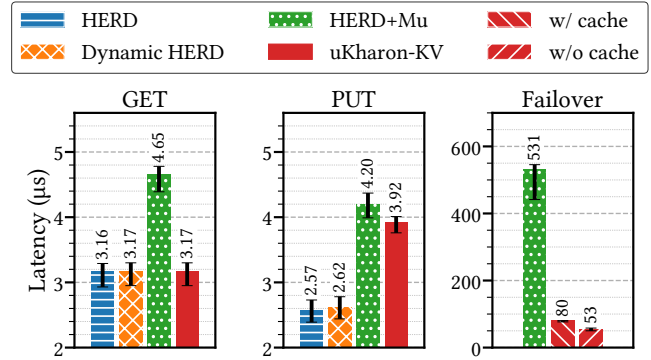 HERD
HERD+Mu
w/ cache
Dynamic HERD
uKharon-KV
w/o cache
GET
PUT
Failover
Latency (µs)
5
4
3
2
3.16
3.17
4.65
3.17
5
4
3
2
2.57
2.62
4.20
3.92
600
400
200
0
531
80
53